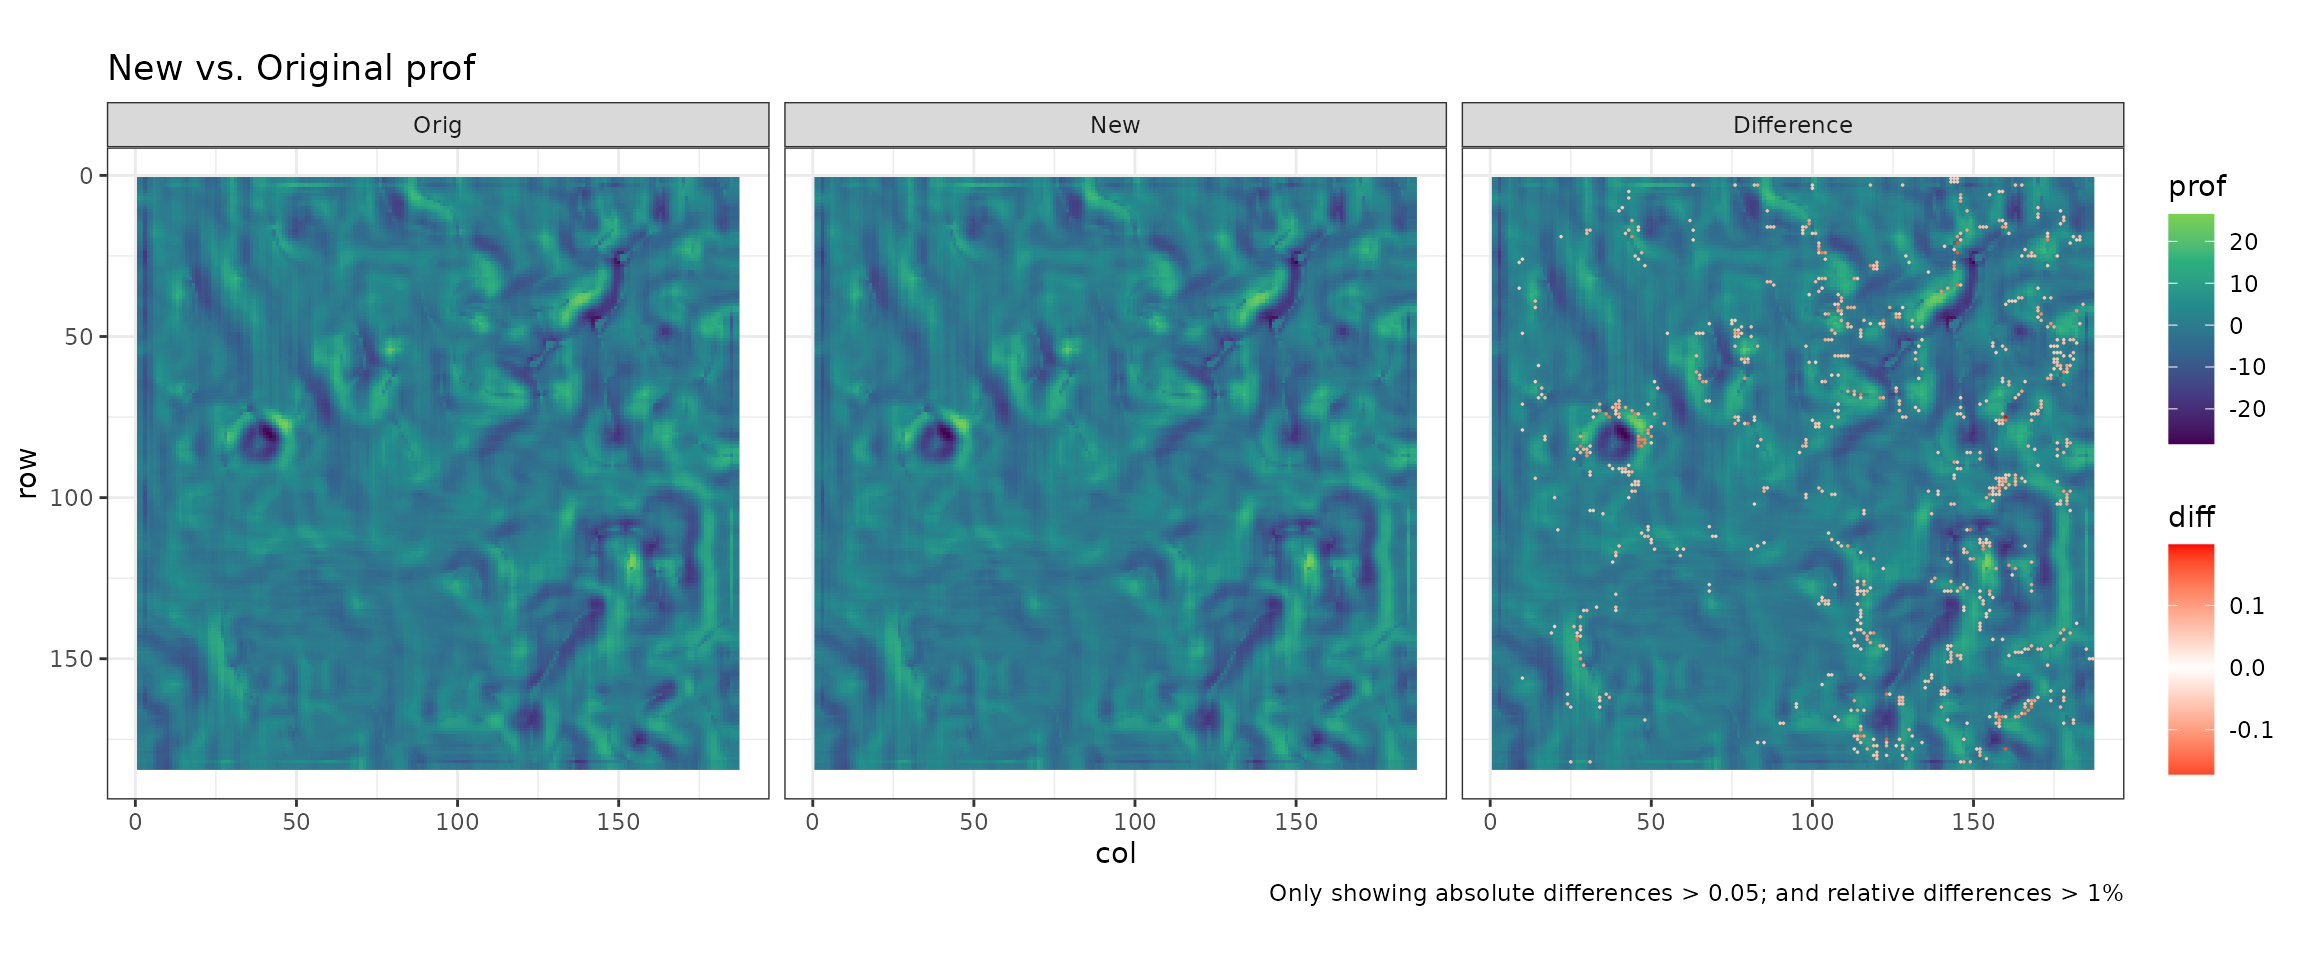 New vs. Original prof
Orig
New
Difference
row
0
50
100
150
0
50
100
150
0
50
100
150
0
50
100
150
col
prof
20
10
0
-10
-20
diff
0.1
0.0
-0.1
Only showing absolute differences > 0.05; and relative differences > 1%